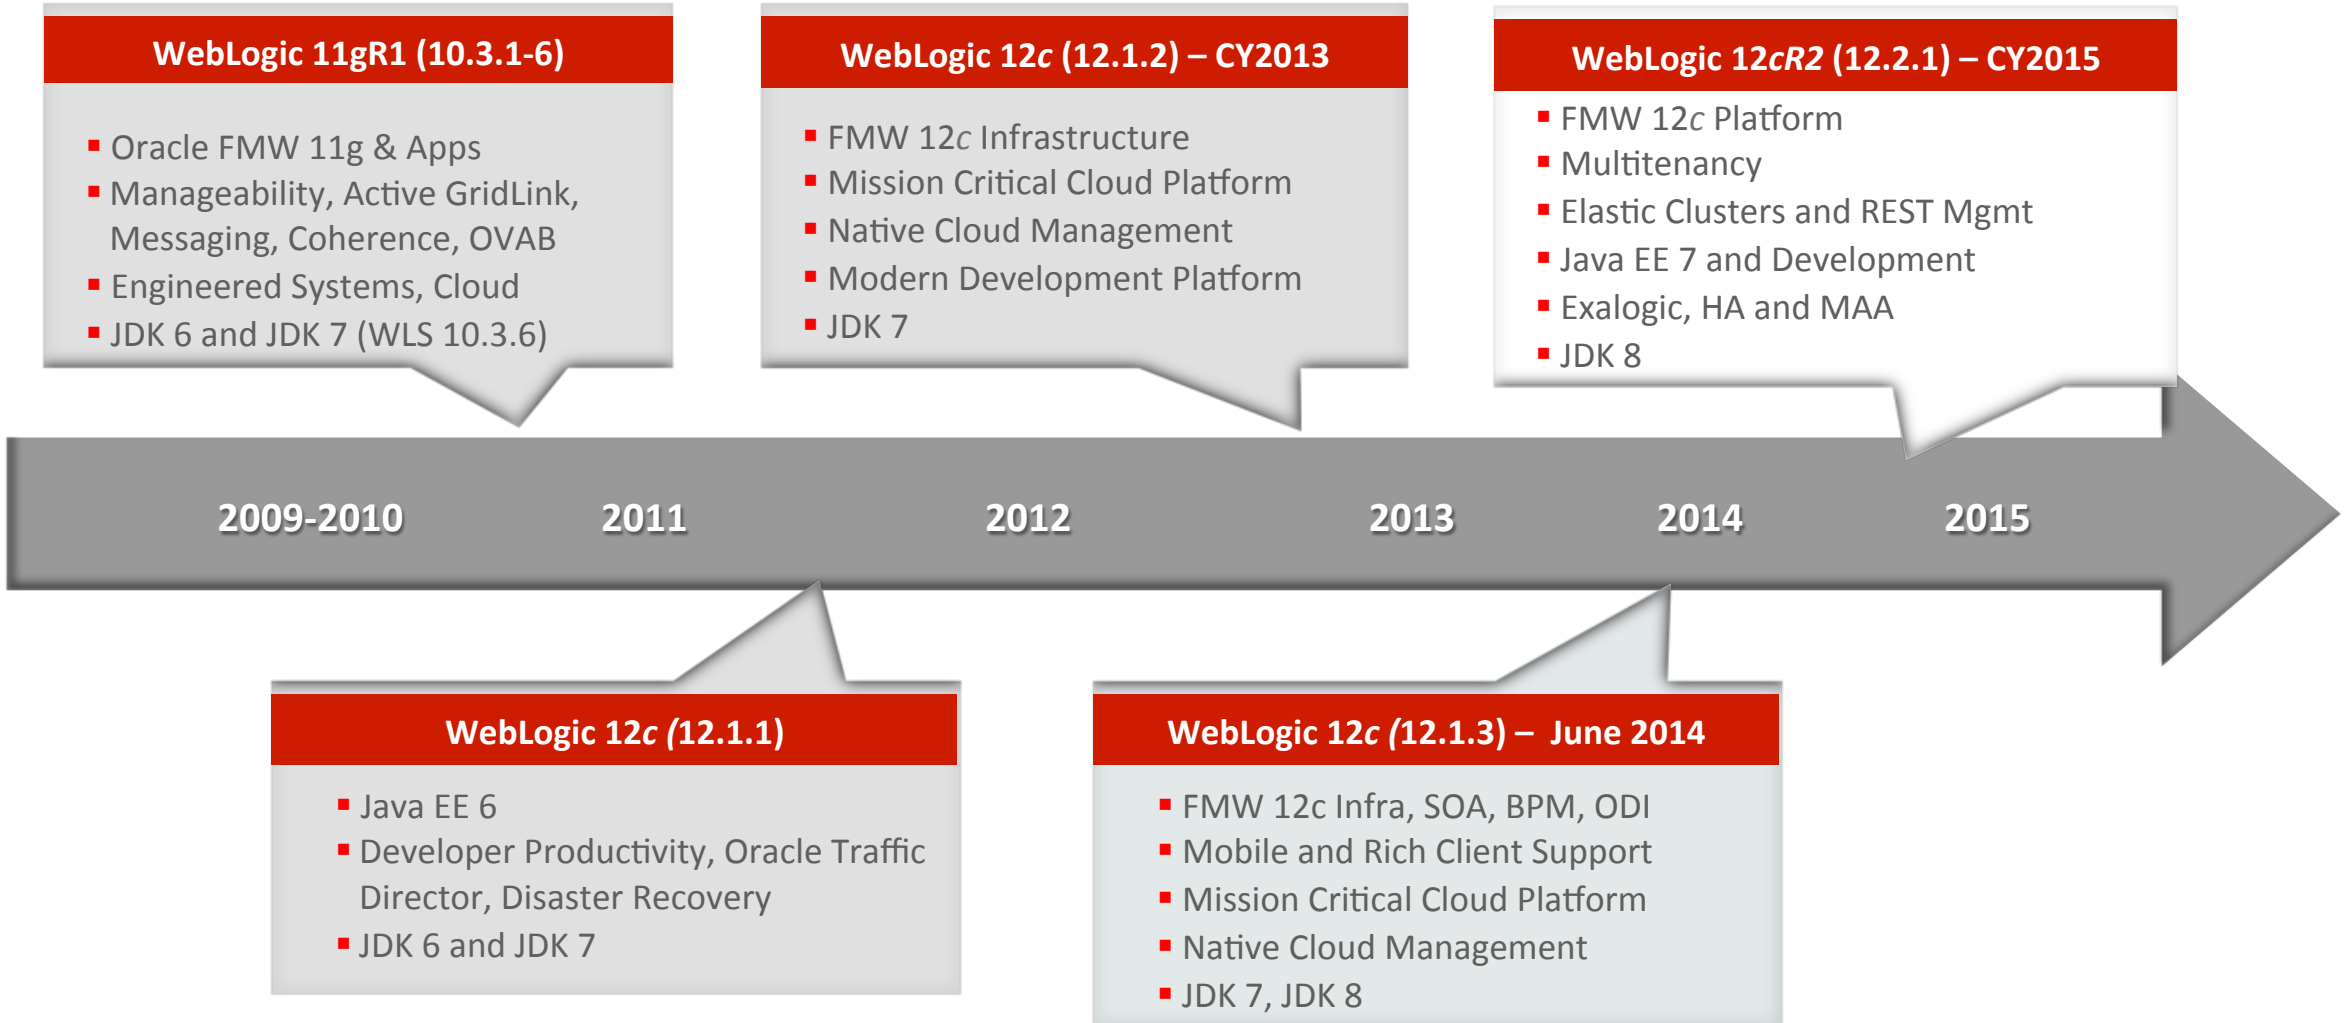 WebLogic 11gR1 (10.3.1-6)
▪ Oracle FMW 11g & Apps
▪ Manageability, Active GridLink,
Messaging, Coherence, OVAB
▪ Engineered Systems, Cloud
▪ JDK 6 and JDK 7 (WLS 10.3.6)
WebLogic 12c (12.1.2) – CY2013
▪ FMW 12c Infrastructure
▪ Mission Critical Cloud Platform
▪ Native Cloud Management
▪ Modern Development Platform
▪ JDK 7
WebLogic 12cR2 (12.2.1) – CY2015
▪ FMW 12c Platform
▪ Multitenancy
▪ Elastic Clusters and REST Mgmt
▪ Java EE 7 and Development
▪ Exalogic, HA and MAA
▪ JDK 8
2009-2010 2011 2012 2013 2014 2015
WebLogic 12c (12.1.1)
▪ Java EE 6
▪ Developer Productivity, Oracle Traffic
Director, Disaster Recovery
▪ JDK 6 and JDK 7
WebLogic 12c (12.1.3) – June 2014
▪ FMW 12c Infra, SOA, BPM, ODI
▪ Mobile and Rich Client Support
▪ Mission Critical Cloud Platform
▪ Native Cloud Management
▪ JDK 7, JDK 8